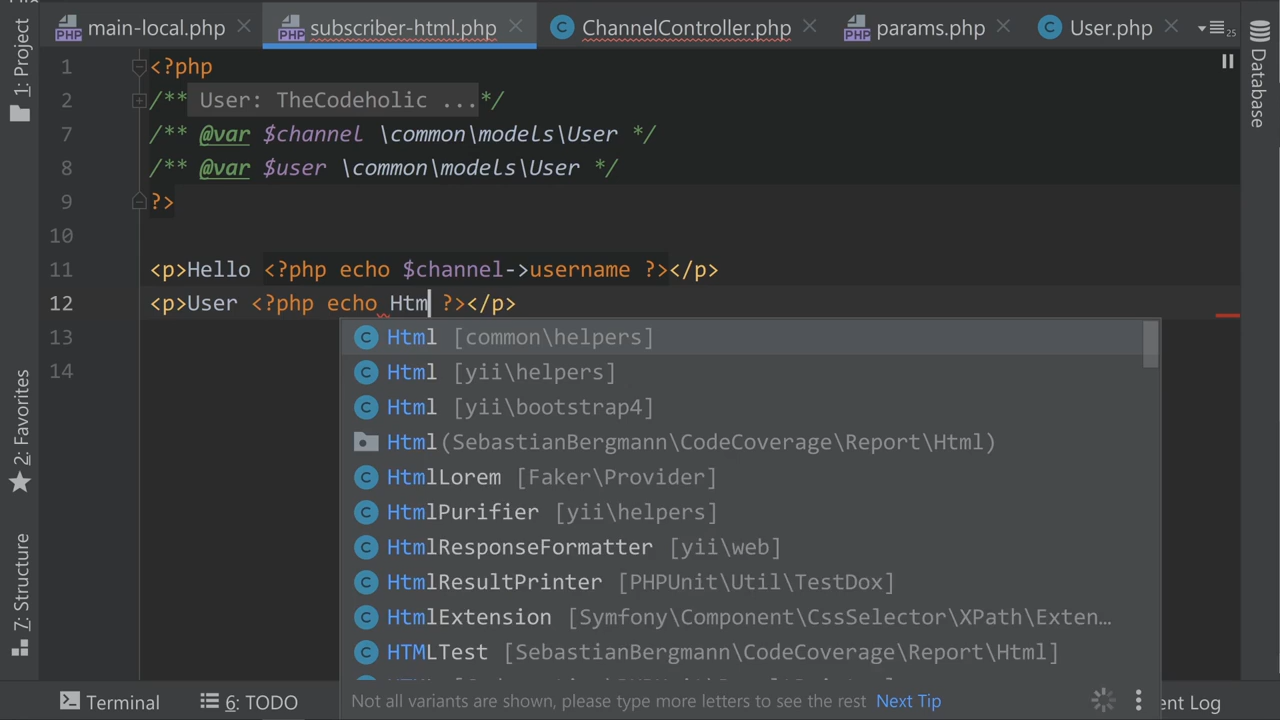 main-local.php subscriber-html.php ChannelController.php params.php User.php 25
1: Project
Database
2: Favorites
7: Structure
1 <?php
2 /** User: TheCodeholic ...*/
7 /** @var $channel \common\models\User */
8 /** @var $user \common\models\User */
9 ?>
10
11 <p>Hello <?php echo $channel->username ?></p>
12 <p>User <?php echo Htm ?></p>
13
14
Html [common\helpers]
Html [yii\helpers]
Html [yii\bootstrap4]
Html(SebastianBergmann\CodeCoverage\Report\Html)
HtmlLorem [Faker\Provider]
HtmlPurifier [yii\helpers]
HtmlResponseFormatter [yii\web]
HtmlResultPrinter [PHPUnit\Util\TestDox]
HtmlExtension [Symfony\Component\CssSelector\XPath\Exten...
HTMLTest [SebastianBergmann\CodeCoverage\Report\Html]
Not all variants are shown, please type more letters to see the rest Next Tip
Terminal 6: TODO ent Log